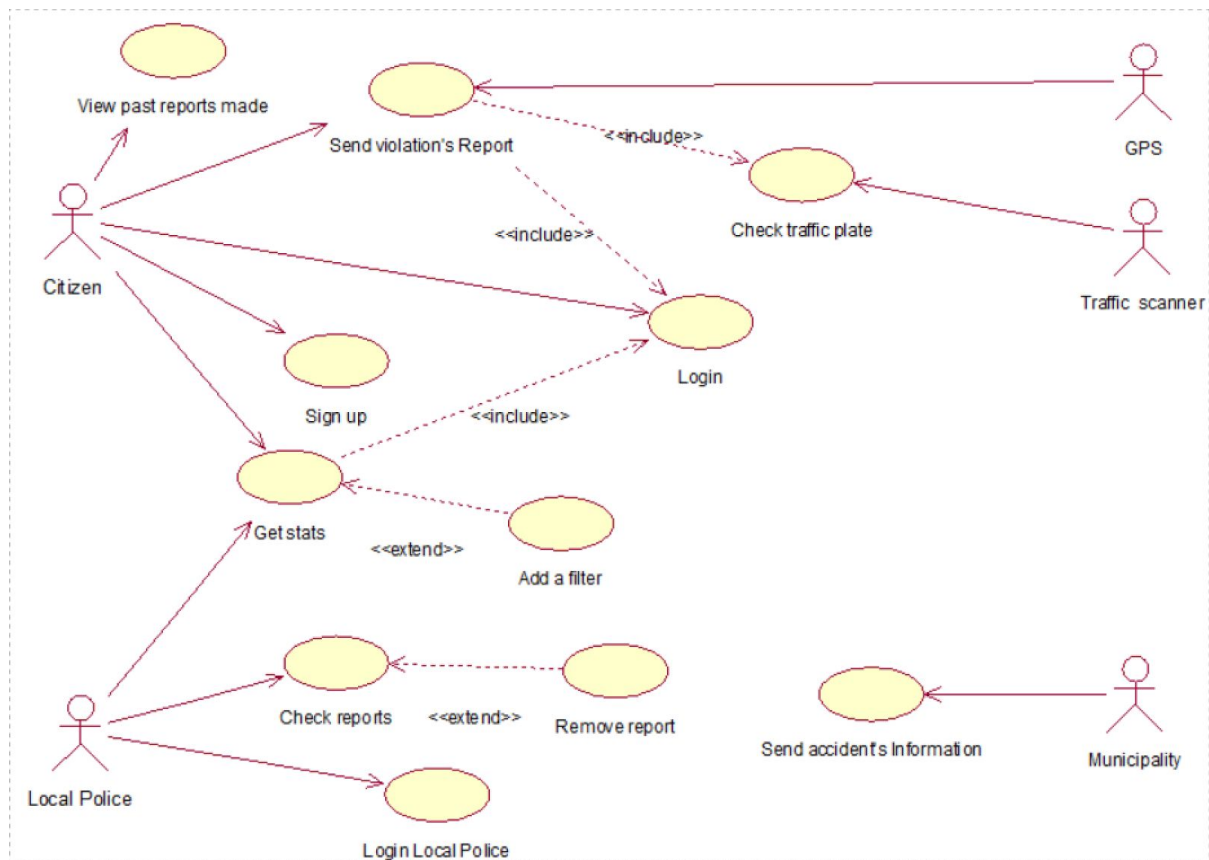 View past reports made
Send violation's Report
GPS
<<include>>
Check traffic plate
<<include>>
Citizen
Traffic scanner
Login
Sign up
<<include>>
Get stats
<<extend>>
Add a filter
Check reports
<<extend>>
Remove report
Send accident's Information
Municipality
Local Police
Login Local Police